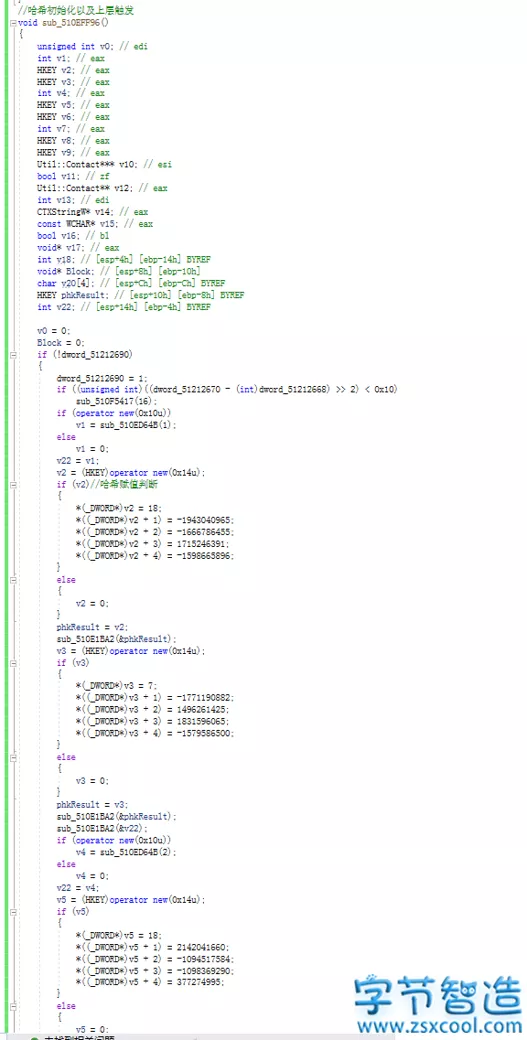 //哈希初始化以及上层触发
void sub_510EFF96()
{
unsigned int v0; // edi
int v1; // eax
HKEY v2; // eax
HKEY v3; // eax
int v4; // eax
HKEY v5; // eax
HKEY v6; // eax
int v7; // eax
HKEY v8; // eax
HKEY v9; // eax
Util::Contact*** v10; // esi
bool v11; // zf
Util::Contact** v12; // eax
int v13; // edi
CTXStringW* v14; // eax
const WCHAR* v15; // eax
bool v16; // bl
void* v17; // eax
int v18; // [esp+4h] [ebp-14h] BYREF
void* Block; // [esp+8h] [ebp-10h]
char v20[4]; // [esp+Ch] [ebp-Ch] BYREF
HKEY phkResult; // [esp+10h] [ebp-8h] BYREF
int v22; // [esp+14h] [ebp-4h] BYREF
v0 = 0;
Block = 0;
if (!dword_51212690)
{
dword_51212690 = 1;
if ((unsigned int)((dword_51212670 - (int)dword_51212668) >> 2) < 0x10)
sub_510F5417(16);
if (operator new(0x10u))
v1 = sub_510ED64B(1);
else
v1 = 0;
v22 = v1;
v2 = (HKEY)operator new(0x14u);
if (v2)//哈希赋值判断
{
*(_DWORD*)v2 = 18;
*((_DWORD*)v2 + 1) = -1943040965;
*((_DWORD*)v2 + 2) = -1666786455;
*((_DWORD*)v2 + 3) = 1715246391;
*((_DWORD*)v2 + 4) = -1598665896;
}
else
{
v2 = 0;
}
phkResult = v2;
sub_510E1BA2(&phkResult);
v3 = (HKEY)operator new(0x14u);
if (v3)
{
*(_DWORD*)v3 = 7;
*((_DWORD*)v3 + 1) = -1771190882;
*((_DWORD*)v3 + 2) = 1496261425;
*((_DWORD*)v3 + 3) = 1831596065;
*((_DWORD*)v3 + 4) = -1579586500;
}
else
{
v3 = 0;
}
phkResult = v3;
sub_510E1BA2(&phkResult);
sub_510E1BA2(&v22);
if (operator new(0x10u))
v4 = sub_510ED64B(2);
else
v4 = 0;
v22 = v4;
v5 = (HKEY)operator new(0x14u);
if (v5)
{
*(_DWORD*)v5 = 18;
*((_DWORD*)v5 + 1) = 2142041660;
*((_DWORD*)v5 + 2) = -1094517584;
*((_DWORD*)v5 + 3) = -1098369290;
*((_DWORD*)v5 + 4) = 377274995;
}
else
{
v5 = 0;
字节智造
www.zsxcool.com